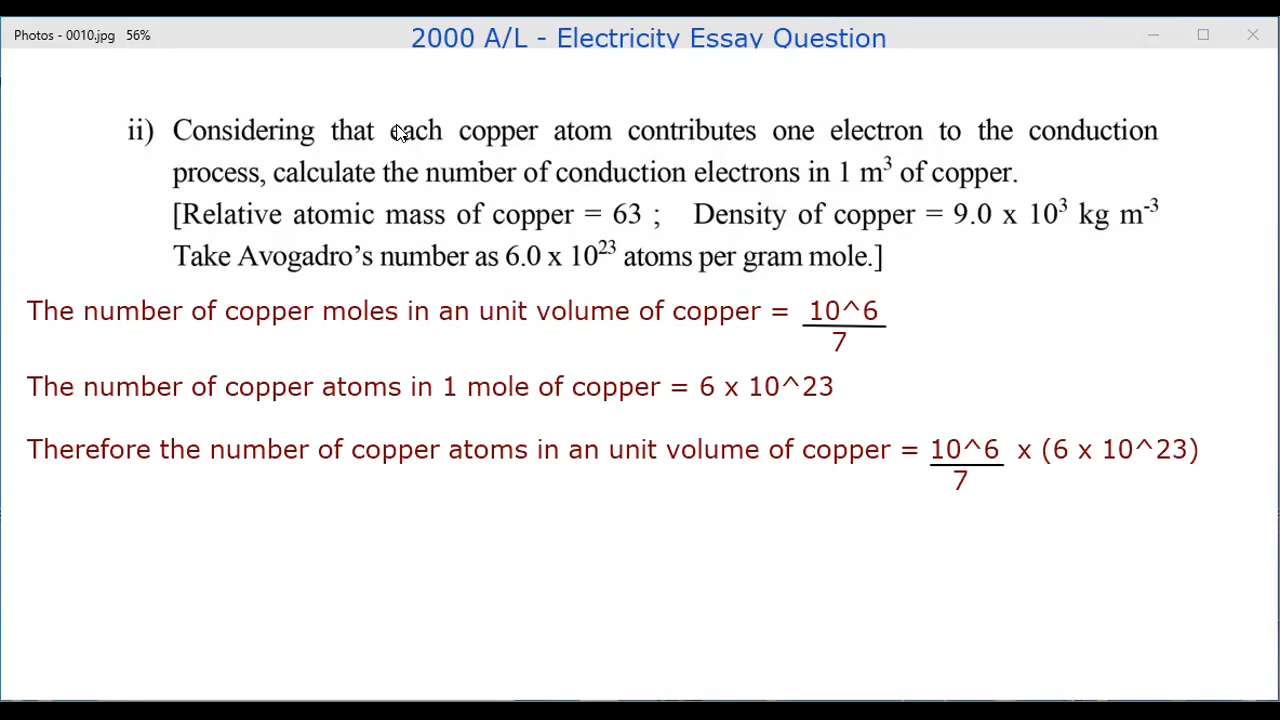 Photos - 0010.jpg 56%
2000 A/L - Electricity Essay Question
ii) Considering that each copper atom contributes one electron to the conduction
process, calculate the number of conduction electrons in 1 m³ of copper.
[Relative atomic mass of copper = 63 ; Density of copper = 9.0 x 10³ kg m⁻³
Take Avogadro’s number as 6.0 x 10²³ atoms per gram mole.]
The number of copper moles in an unit volume of copper = 10^6
7
The number of copper atoms in 1 mole of copper = 6 x 10^23
Therefore the number of copper atoms in an unit volume of copper = 10^6 x (6 x 10^23)
7